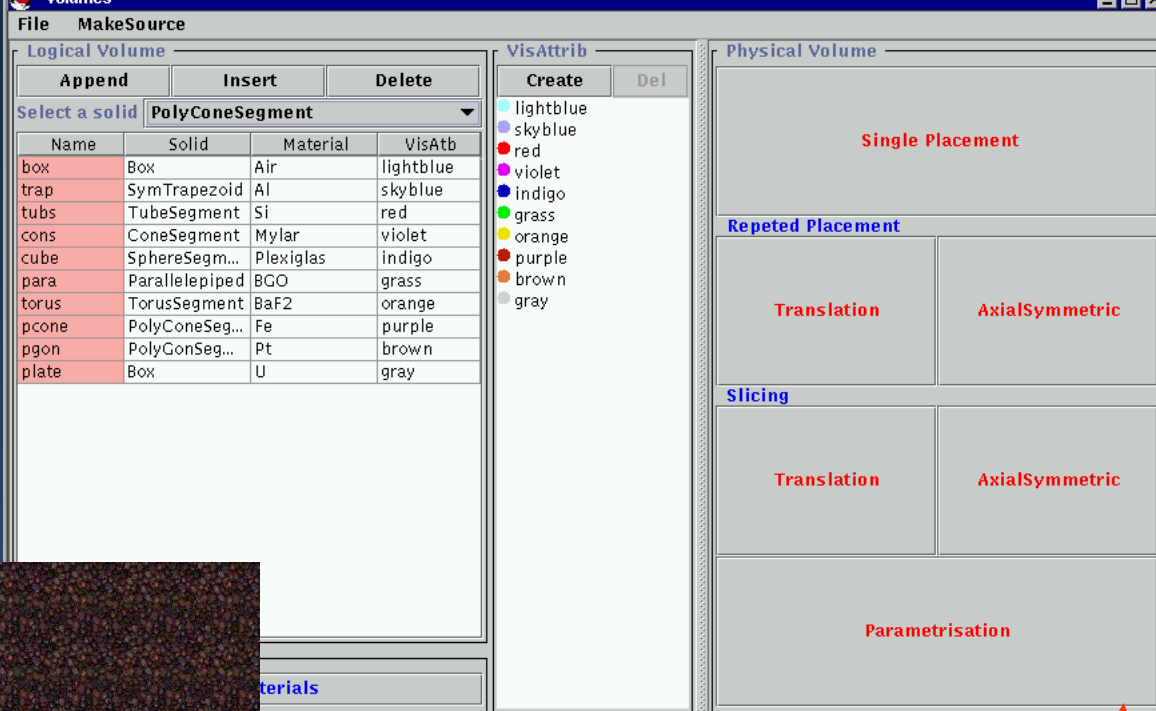 Volumes
File MakeSource
Logical Volume
Append Insert Delete
Select a solid PolyConeSegment
Name Solid Material VisAtb
box Box Air lightblue
trap SymTrapezoid Al skyblue
tubs TubeSegment Si red
cons ConeSegment Mylar violet
cube SphereSegm... Plexiglas indigo
para Parallelepiped BGO grass
torus TorusSegment BaF2 orange
pcone PolyConeSeg... Fe purple
pgon PolyGonSeg... Pt brown
plate Box U gray
terials
VisAttrib
Create Del
lightblue
skyblue
red
violet
indigo
grass
orange
purple
brown
gray
Physical Volume
Single Placement
Repeted Placement
Translation AxialSymmetric
Slicing
Translation AxialSymmetric
Parametrisation